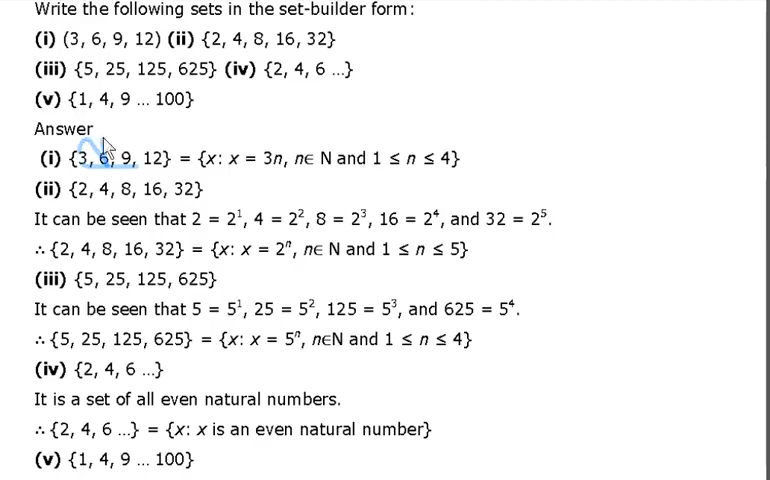 Write the following sets in the set-builder form:
(i) (3, 6, 9, 12) (ii) {2, 4, 8, 16, 32}
(iii) {5, 25, 125, 625} (iv) {2, 4, 6 …}
(v) {1, 4, 9 … 100}
Answer
(i) {3, 6, 9, 12} = {x: x = 3n, n∈ N and 1 ≤ n ≤ 4}
(ii) {2, 4, 8, 16, 32}
It can be seen that 2 = 2¹, 4 = 2², 8 = 2³, 16 = 2⁴, and 32 = 2⁵.
∴ {2, 4, 8, 16, 32} = {x: x = 2ⁿ, n∈ N and 1 ≤ n ≤ 5}
(iii) {5, 25, 125, 625}
It can be seen that 5 = 5¹, 25 = 5², 125 = 5³, and 625 = 5⁴.
∴ {5, 25, 125, 625} = {x: x = 5ⁿ, n∈N and 1 ≤ n ≤ 4}
(iv) {2, 4, 6 …}
It is a set of all even natural numbers.
∴ {2, 4, 6 …} = {x: x is an even natural number}
(v) {1, 4, 9 … 100}